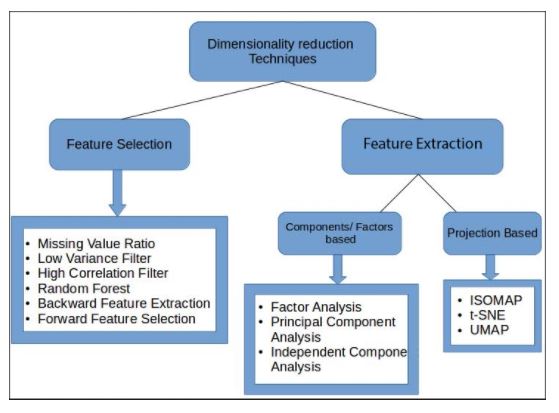 Dimensionality reduction
Techniques
Feature Selection
Feature Extraction
Components/ Factors
based
Projection Based
• Missing Value Ratio
• Low Variance Filter
• High Correlation Filter
• Random Forest
• Backward Feature Extraction
• Forward Feature Selection
• Factor Analysis
• Principal Component
Analysis
• Independent Compone
Analysis
• ISOMAP
• t-SNE
• UMAP